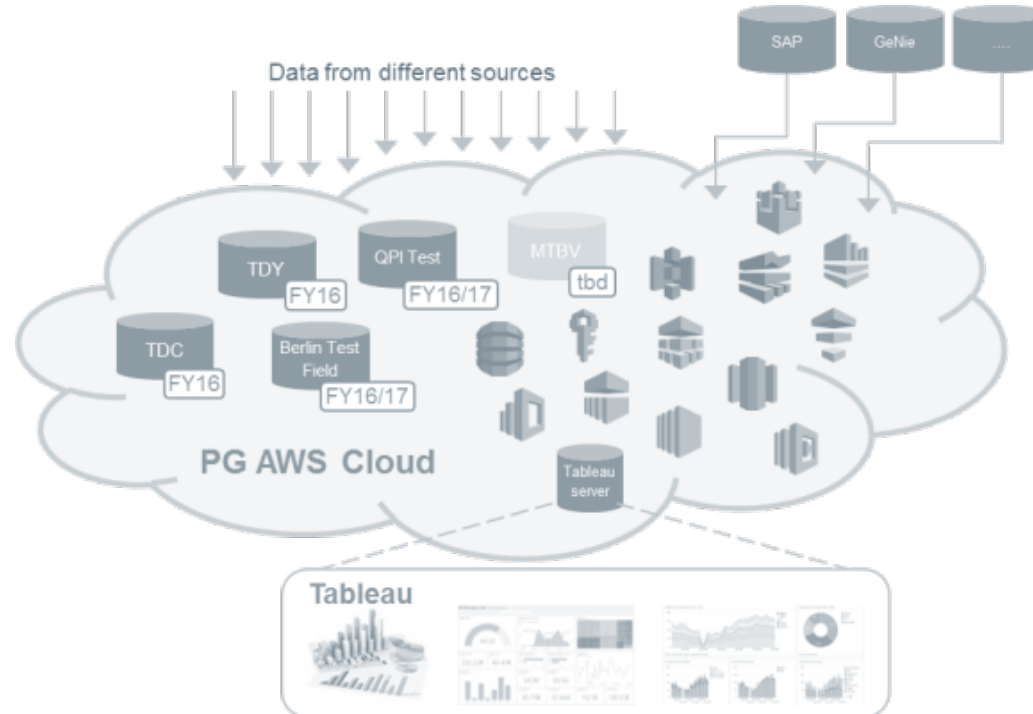 SAP
GeNie
....
Data from different sources
TDY
FY16
QPI Test
FY16/17
MTBV
tbd
TDC
FY16
Berlin Test
Field
FY16/17
PG AWS Cloud
Tableau
server
Tableau